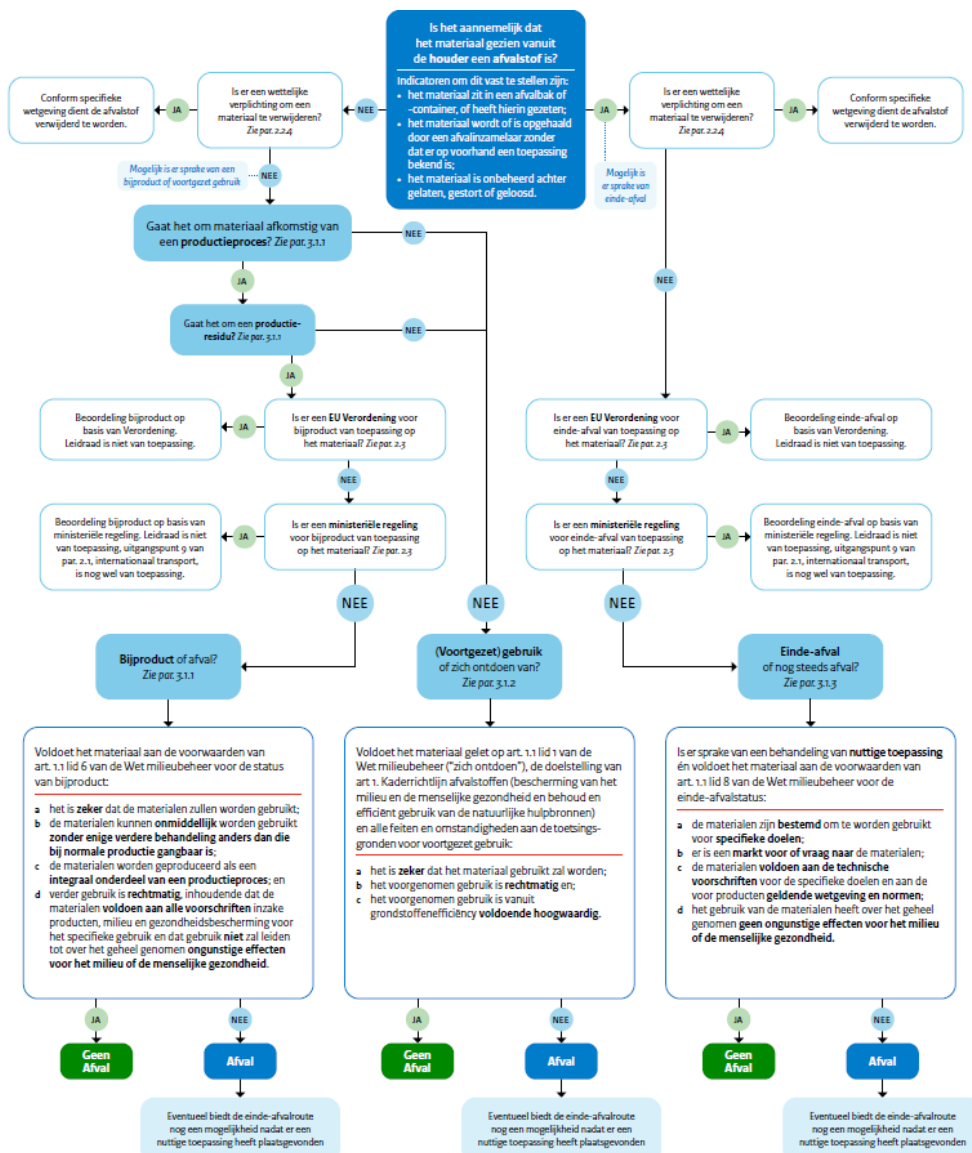 Is het aannemelijk dat
het materiaal gezien vanuit
de houder een afvalstof is?
Indicatoren om dit vast te stellen zijn:
• het materiaal zit in een afvalbak of
-container, of heeft hierin gezeten;
• het materiaal wordt of is opgehaald
door een afvalinzamelaar zonder
dat er op voorhand een toepassing
bekend is;
• het materiaal is onbeheerd achter
gelaten, gestort of geloosd.
Conform specifieke
wetgeving dient de afvalstof
verwijderd te worden.
JA
Is er een wettelijke
verplichting om een
materiaal te verwijderen?
Zie par. 2.2.4
NEE
JA
Is er een wettelijke
verplichting om een
materiaal te verwijderen?
Zie par. 2.2.4
JA
Conform specifieke
wetgeving dient de afvalstof
verwijderd te worden.
Mogelijk is er sprake van een
bijproduct of voortgezet gebruik
NEE
Mogelijk is
er sprake van
einde-afval
Gaat het om materiaal afkomstig van
een productieproces? Zie par. 3.1.1
NEE
JA
NEE
Gaat het om een productie-
residu? Zie par. 3.1.1
NEE
JA
Beoordeling bijproduct op
basis van Verordening.
Leidraad is niet van toepassing.
JA
Is er een EU Verordening voor
bijproduct van toepassing op
het materiaal? Zie par. 2.3
Is er een EU Verordening voor
einde-afval van toepassing op
het materiaal? Zie par. 2.3
JA
Beoordeling einde-afval op
basis van Verordening.
Leidraad is niet van toepassing.
NEE
NEE
Beoordeling bijproduct op basis van
ministeriële regeling. Leidraad is niet
van toepassing, uitgangspunt 9 van
par. 2.1, internationaal transport,
is nog wel van toepassing.
JA
Is er een ministeriële regeling
voor bijproduct van toepassing
op het materiaal? Zie par. 2.3
Is er een ministeriële regeling
voor einde-afval van toepassing
op het materiaal? Zie par. 2.3
JA
Beoordeling einde-afval op basis van
ministeriële regeling. Leidraad is niet
van toepassing, uitgangspunt 9 van
par. 2.1, internationaal transport,
is nog wel van toepassing.
NEE
NEE
NEE
Bijproduct of afval?
Zie par. 3.1.1
(Voortgezet) gebruik
of zich ontdoen van?
Zie par. 3.1.2
Einde-afval
of nog steeds afval?
Zie par. 3.1.3
Voldoet het materiaal aan de voorwaarden van
art. 1.1 lid 6 van de Wet milieubeheer voor de status
van bijproduct:
a het is zeker dat de materialen zullen worden gebruikt;
b de materialen kunnen onmiddellijk worden gebruikt
zonder enige verdere behandeling anders dan die
bij normale productie gangbaar is;
c de materialen worden geproduceerd als een
integraal onderdeel van een productieproces; en
d verder gebruik is rechtmatig, inhoudende dat de
materialen voldoen aan alle voorschriften inzake
producten, milieu en gezondheidsbescherming voor
het specifieke gebruik en dat gebruik niet zal leiden
tot over het geheel genomen ongunstige effecten
voor het milieu of de menselijke gezondheid.
Voldoet het materiaal gelet op art. 1.1 lid 1 van de
Wet milieubeheer ("zich ontdoen"), de doelstelling van
art 1. Kaderrichtlijn afvalstoffen (bescherming van het
milieu en de menselijke gezondheid en behoud en
efficiënt gebruik van de natuurlijke hulpbronnen)
en alle feiten en omstandigheden aan de toetsings-
gronden voor voortgezet gebruik:
a het is zeker dat het materiaal gebruikt zal worden;
b het voorgenomen gebruik is rechtmatig en;
c het voorgenomen gebruik is vanuit
grondstoffenefficiency voldoende hoogwaardig.
Is er sprake van een behandeling van nuttige toepassing
én voldoet het materiaal aan de voorwaarden van
art. 1.1 lid 8 van de Wet milieubeheer voor de
einde-afvalstatus:
a de materialen zijn bestemd om te worden gebruikt
voor specifieke doelen;
b er is een markt voor of vraag naar de materialen;
c de materialen voldoen aan de technische
voorschriften voor de specifieke doelen en aan de
voor producten geldende wetgeving en normen;
d het gebruik van de materialen heeft over het geheel
genomen geen ongunstige effecten voor het milieu
of de menselijke gezondheid.
JA
NEE
JA
NEE
JA
NEE
Geen
Afval
Afval
Geen
Afval
Afval
Geen
Afval
Afval
Eventueel biedt de einde-afvalroute
nog een mogelijkheid nadat er een
nuttige toepassing heeft plaatsgevonden
Eventueel biedt de einde-afvalroute
nog een mogelijkheid nadat er een
nuttige toepassing heeft plaatsgevonden
Eventueel biedt de einde-afvalroute
nog een mogelijkheid nadat er een
nuttige toepassing heeft plaatsgevonden